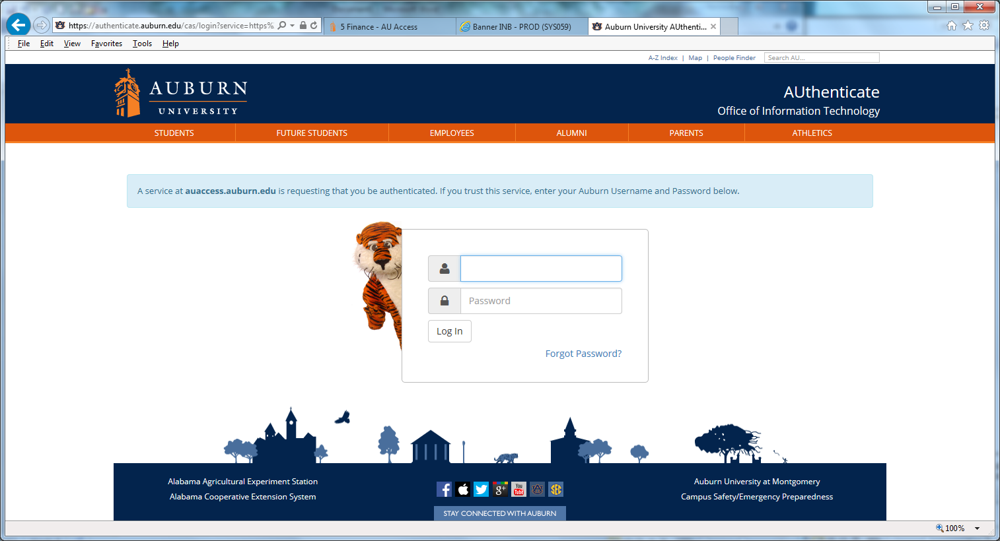 https://authenticate.auburn.edu/cas/login?service=https%
5 Finance - AU Access
Banner INB - PROD (SYS059)
Auburn University AUthenti...
File Edit View Favorites Tools Help
A-Z Index | Map | People Finder
Search AU...
AUBURN
UNIVERSITY
AUthenticate
Office of Information Technology
STUDENTS
FUTURE STUDENTS
EMPLOYEES
ALUMNI
PARENTS
ATHLETICS
A service at auaccess.auburn.edu is requesting that you be authenticated. If you trust this service, enter your Auburn Username and Password below.
Password
Log In
Forgot Password?
Alabama Agricultural Experiment Station
Alabama Cooperative Extension System
g+
You Tube
SEC
STAY CONNECTED WITH AUBURN
Auburn University at Montgomery
Campus Safety/Emergency Preparedness
100%